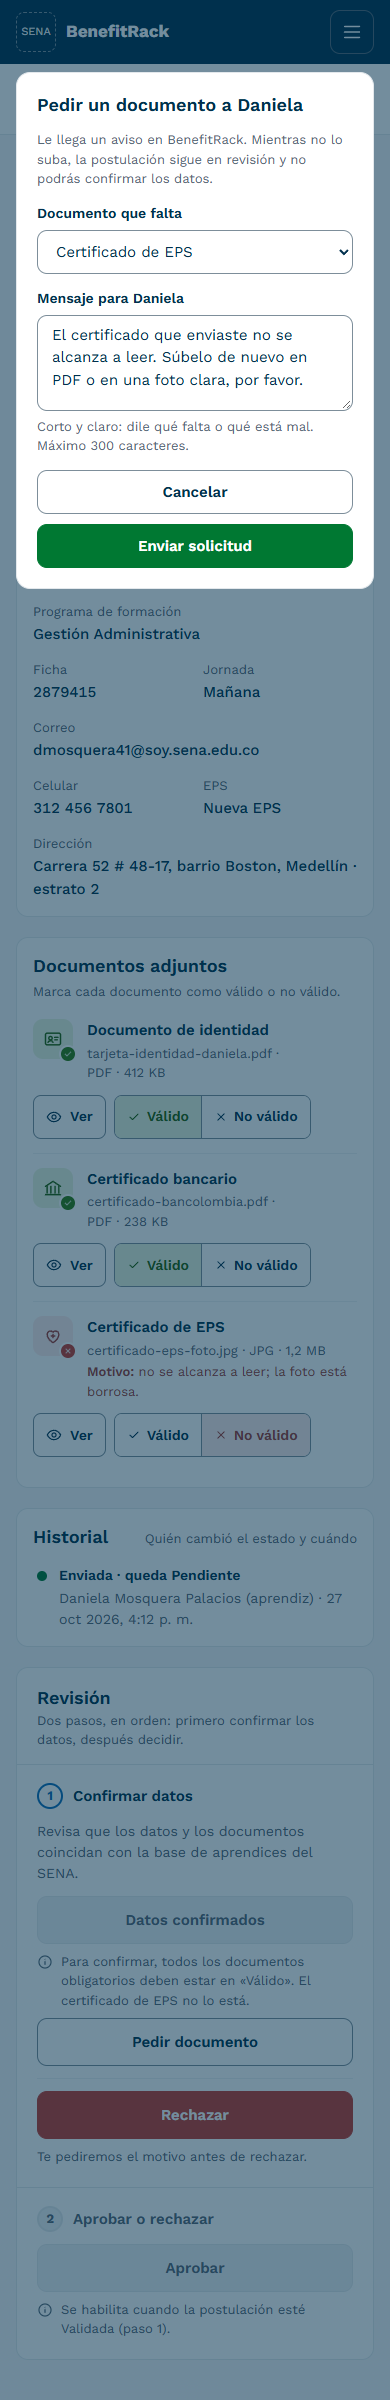 SENA BenefitRack
Pedir un documento a Daniela
Le llega un aviso en BenefitRack. Mientras no lo
suba, la postulación sigue en revisión y no
podrás confirmar los datos.
Documento que falta
Certificado de EPS
Mensaje para Daniela
El certificado que enviaste no se
alcanza a leer. Súbelo de nuevo en
PDF o en una foto clara, por favor.
Corto y claro: dile qué falta o qué está mal.
Máximo 300 caracteres.
Cancelar
Enviar solicitud
Programa de formación
Gestión Administrativa
Ficha Jornada
2879415 Mañana
Correo
dmosquera41@soy.sena.edu.co
Celular EPS
312 456 7801 Nueva EPS
Dirección
Carrera 52 # 48-17, barrio Boston, Medellín ·
estrato 2
Documentos adjuntos
Marca cada documento como válido o no válido.
Documento de identidad
tarjeta-identidad-daniela.pdf ·
PDF · 412 KB
Ver Válido No válido
Certificado bancario
certificado-bancolombia.pdf ·
PDF · 238 KB
Ver Válido No válido
Certificado de EPS
certificado-eps-foto.jpg · JPG · 1,2 MB
Motivo: no se alcanza a leer; la foto está
borrosa.
Ver Válido No válido
Historial Quién cambió el estado y cuándo
Enviada · queda Pendiente
Daniela Mosquera Palacios (aprendiz) · 27
oct 2026, 4:12 p. m.
Revisión
Dos pasos, en orden: primero confirmar los
datos, después decidir.
1 Confirmar datos
Revisa que los datos y los documentos
coincidan con la base de aprendices del
SENA.
Datos confirmados
Para confirmar, todos los documentos
obligatorios deben estar en «Válido». El
certificado de EPS no lo está.
Pedir documento
Rechazar
Te pediremos el motivo antes de rechazar.
2 Aprobar o rechazar
Aprobar
Se habilita cuando la postulación esté
Validada (paso 1).